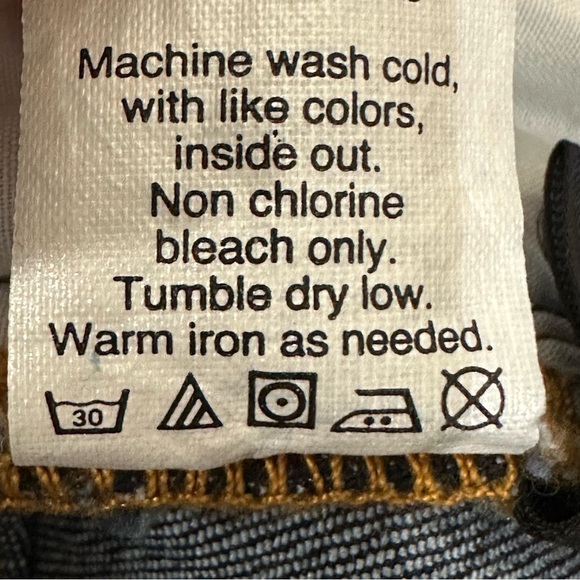 Machine wash cold,
with like colors,
inside out.
Non chlorine
bleach only.
Tumble dry low.
Warm iron as needed.
30